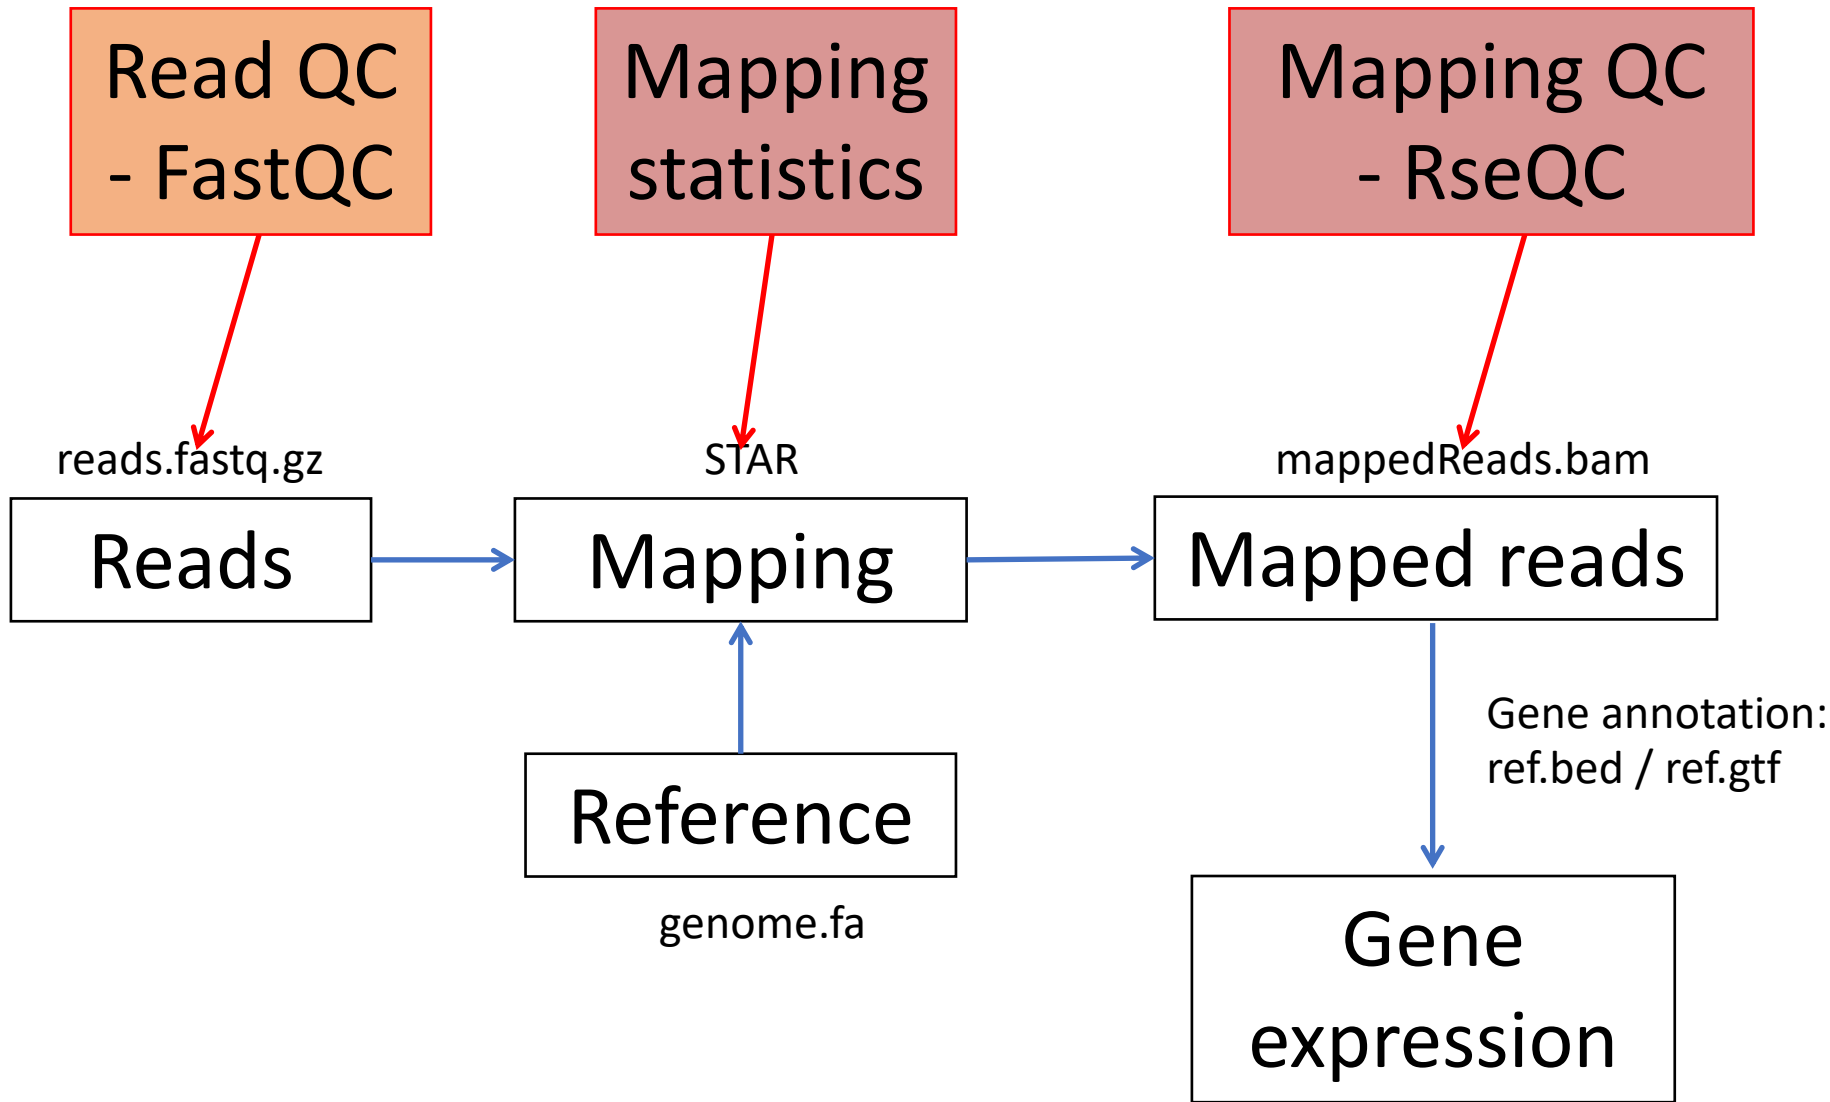 Read QC
- FastQC
Mapping
statistics
Mapping QC
- RseQC
reads.fastq.gz
STAR
mappedReads.bam
Reads
Mapping
Mapped reads
Gene annotation:
ref.bed / ref.gtf
Reference
genome.fa
Gene
expression